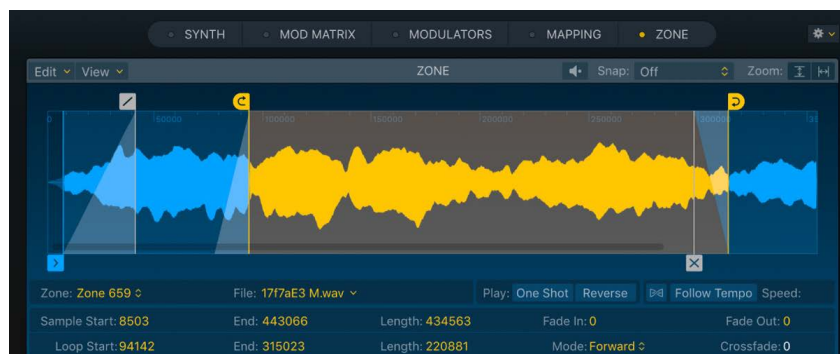 SYNTH MOD MATRIX MODULATORS MAPPING ZONE
Edit View ZONE Snap: Off Zoom:
0 50000 100000 150000 200000 250000 300000 35
Zone: Zone 659 File: 17f7aE3 M.wav Play: One Shot Reverse Follow Tempo Speed:
Sample Start: 8503 End: 443066 Length: 434563 Fade In: 0 Fade Out: 0
Loop Start: 94142 End: 315023 Length: 220881 Mode: Forward Crossfade: 0